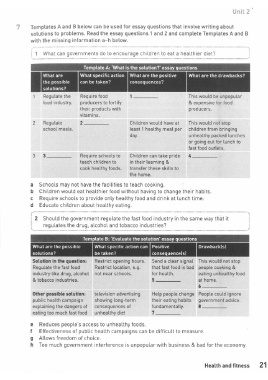 Unit 2
7 Templates A and B below can be used for essay questions that involve writing about
solutions to problems. Read the essay questions 1 and 2 and complete Templates A and B
with the missing information a-h below.
1 What can governments do to encourage children to eat a healthier diet?
Template A: 'What is the solution?' essay questions
What are the possible solutions?
What specific action can be taken?
What are the positive consequences?
What are the drawbacks?
1 Regulate the food industry.
Require food producers to fortify their products with vitamins.
1
This would be unpopular & expensive for food producers.
2 Regulate school meals.
2
Children would have at least 1 healthy meal per day.
This would not stop children from bringing unhealthy packed lunches or going out for lunch to fast food outlets.
3 3
Require schools to teach children to cook healthy foods.
Children can take pride in their learning & transfer these skills to the home.
4
a Schools may not have the facilities to teach cooking.
b Children would eat healthier food without having to change their habits.
c Require schools to provide only healthy food and drink at lunch time.
d Educate children about healthy eating.
2 Should the government regulate the fast food industry in the same way that it
regulates the drug, alcohol and tobacco industries?
Template B: 'Evaluate the solution' essay questions
What are the possible solutions?
What specific action can be taken?
Positive consequence(s)
Drawback(s)
Solution in the question: Regulate the fast food industry like drug, alcohol & tobacco industries.
Restrict opening hours. Restrict location, e.g. not near schools.
Send a clear signal that fast food is bad for health.
5
This would not stop people cooking & eating unhealthy food at home.
6
Other possible solution: public health campaign explaining the dangers of eating too much fast food
television advertising showing long-term consequences of unhealthy diet
Help people change their eating habits fundamentally.
7
People could ignore government advice.
8
e Reduces people's access to unhealthy foods.
f Effectiveness of public health campaigns can be difficult to measure.
g Allows freedom of choice.
h Too much government interference is unpopular with business & bad for the economy.
Health and fitness 21